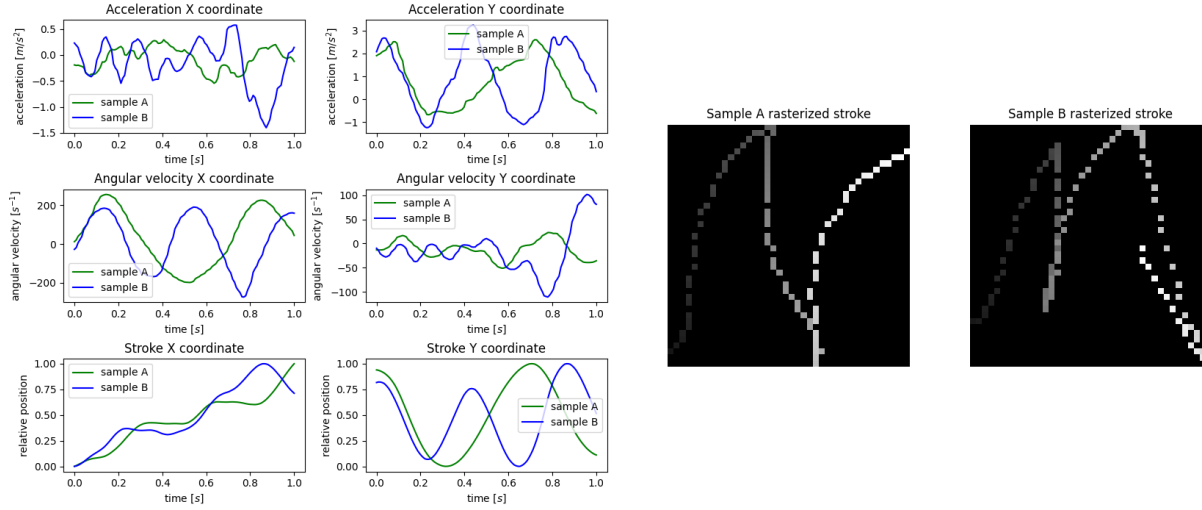 Acceleration X coordinate
acceleration [m/s²]
0.5
0.0
−0.5
−1.0
−1.5
sample A
sample B
0.0 0.2 0.4 0.6 0.8 1.0
time [s]
Acceleration Y coordinate
acceleration [m/s²]
3
2
1
0
−1
sample A
sample B
0.0 0.2 0.4 0.6 0.8 1.0
time [s]
Angular velocity X coordinate
angular velocity [s⁻¹]
200
0
−200
sample A
sample B
0.0 0.2 0.4 0.6 0.8 1.0
time [s]
Angular velocity Y coordinate
angular velocity [s⁻¹]
100
50
0
−50
−100
sample A
sample B
0.0 0.2 0.4 0.6 0.8 1.0
time [s]
Stroke X coordinate
relative position
1.00
0.75
0.50
0.25
0.00
sample A
sample B
0.0 0.2 0.4 0.6 0.8 1.0
time [s]
Stroke Y coordinate
relative position
1.00
0.75
0.50
0.25
0.00
sample A
sample B
0.0 0.2 0.4 0.6 0.8 1.0
time [s]
Sample A rasterized stroke
Sample B rasterized stroke